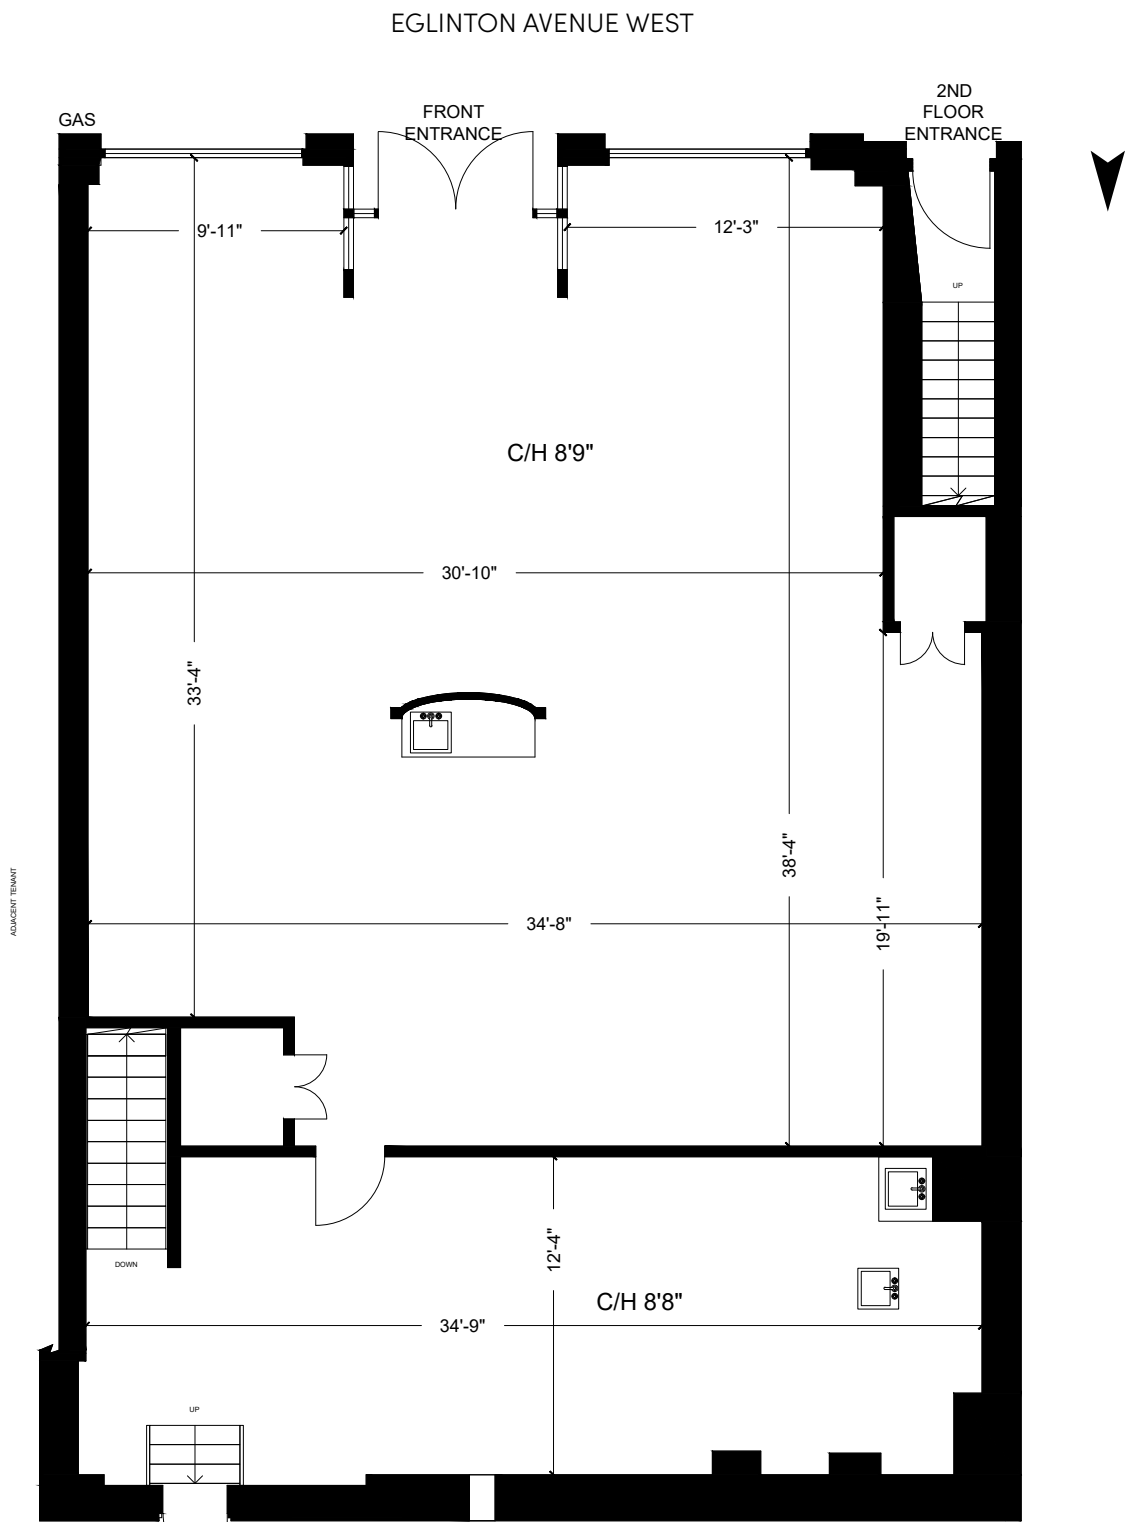 EGLINTON AVENUE WEST
2ND
FLOOR
ENTRANCE
FRONT
ENTRANCE
GAS
9'-11"
12'-3"
UP
C/H 8'9"
30'-10"
33'-4"
38'-4"
ADJACENT TENANT
34'-8"
19'-11"
12'-4"
DOWN
C/H 8'8"
34'-9"
UP